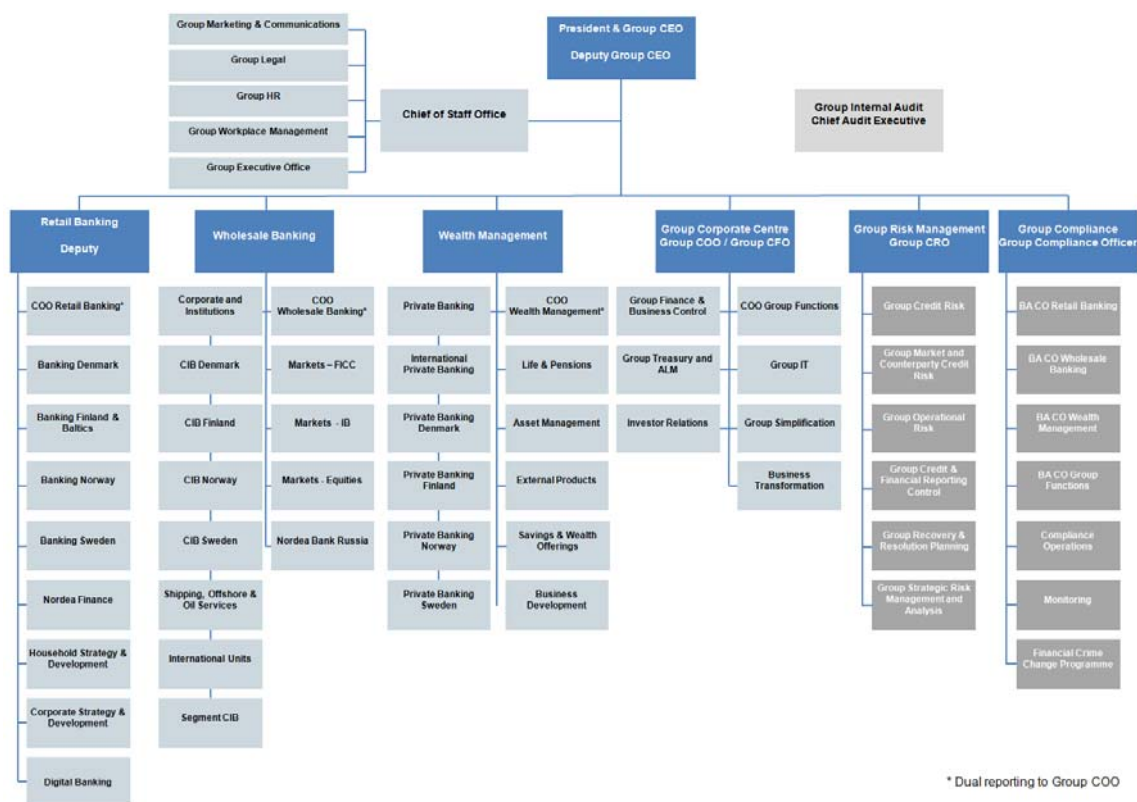 Group Marketing & Communications
Group Legal
Group HR
Group Workplace Management
Group Executive Office
Chief of Staff Office
President & Group CEO
Deputy Group CEO
Group Internal Audit
Chief Audit Executive
Retail Banking
Deputy
Wholesale Banking
Wealth Management
Group Corporate Centre
Group COO / Group CFO
Group Risk Management
Group CRO
Group Compliance
Group Compliance Officer
COO Retail Banking*
Banking Denmark
Banking Finland &
Baltics
Banking Norway
Banking Sweden
Nordea Finance
Household Strategy &
Development
Corporate Strategy &
Development
Digital Banking
Corporate and
Institutions
CIB Denmark
CIB Finland
CIB Norway
CIB Sweden
Shipping, Offshore &
Oil Services
International Units
Segment CIB
COO
Wholesale Banking*
Markets – FICC
Markets - IB
Markets - Equities
Nordea Bank Russia
Private Banking
International
Private Banking
Private Banking
Denmark
Private Banking
Finland
Private Banking
Norway
Private Banking
Sweden
COO
Wealth Management*
Life & Pensions
Asset Management
External Products
Savings & Wealth
Offerings
Business
Development
Group Finance &
Business Control
Group Treasury and
ALM
Investor Relations
COO Group Functions
Group IT
Group Simplification
Business
Transformation
Group Credit Risk
Group Market and
Counterparty Credit
Risk
Group Operational
Risk
Group Credit &
Financial Reporting
Control
Group Recovery &
Resolution Planning
Group Strategic Risk
Management and
Analysis
BA CO Retail Banking
BA CO Wholesale
Banking
BA CO Wealth
Management
BA CO Group
Functions
Compliance
Operations
Monitoring
Financial Crime
Change Programme
* Dual reporting to Group COO